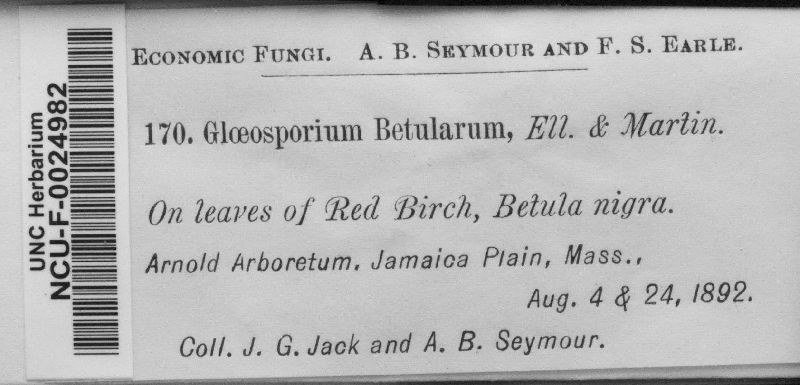 ECONOMIC FUNGI. A. B. SEYMOUR AND F. S. EARLE.
170. Glœosporium Betularum, Ell. & Martin.
On leaves of Red Birch, Betula nigra.
Arnold Arboretum, Jamaica Plain, Mass.,
Aug. 4 & 24, 1892.
Coll. J. G. Jack and A. B. Seymour.
UNC Herbarium
NCU-F-0024982